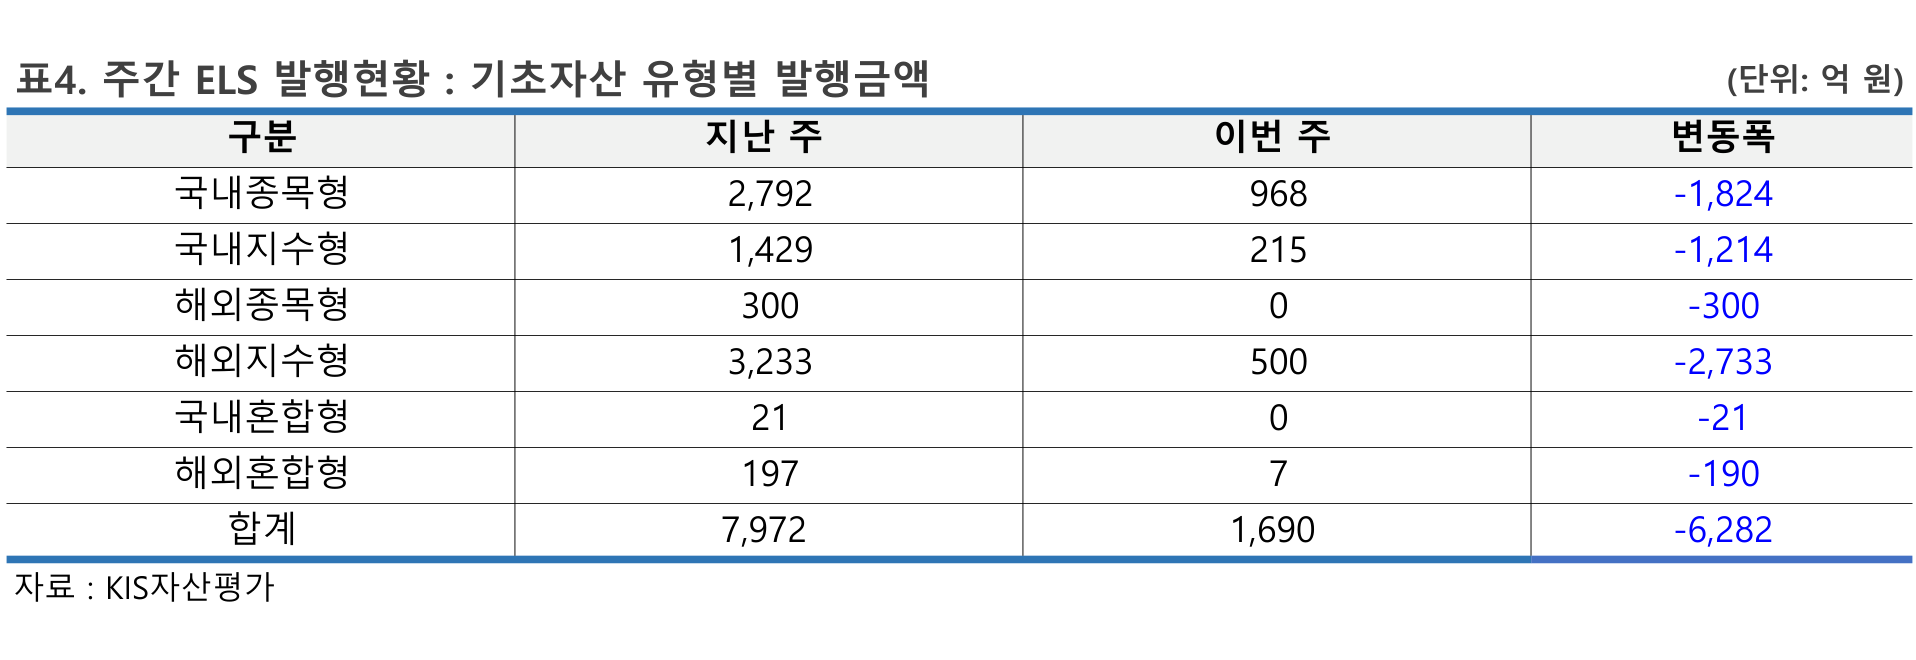 표4. 주간 ELS 발행현황 : 기초자산 유형별 발행금액 (단위: 억 원)
구분 지난 주 이번 주 변동폭
국내종목형 2,792 968 -1,824
국내지수형 1,429 215 -1,214
해외종목형 300 0 -300
해외지수형 3,233 500 -2,733
국내혼합형 21 0 -21
해외혼합형 197 7 -190
합계 7,972 1,690 -6,282
자료 : KIS자산평가